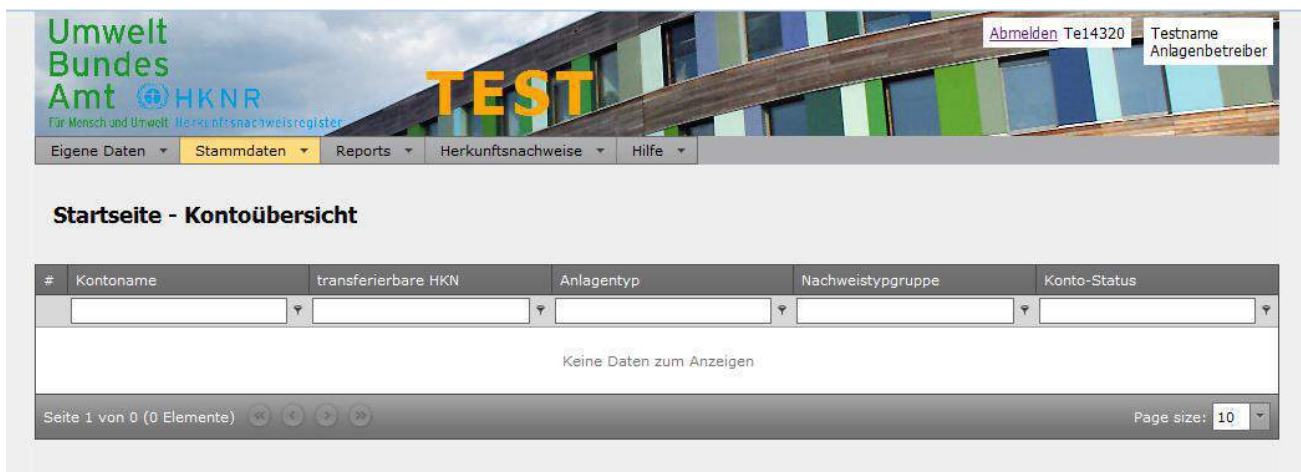 Umwelt
Bundes
Amt HKNR
Für Mensch und Umwelt Herkunftsnachweisregister
TEST
Abmelden Te14320
Testname
Anlagenbetreiber
Eigene Daten Stammdaten Reports Herkunftsnachweise Hilfe
Startseite - Kontoübersicht
# Kontoname transferierbare HKN Anlagentyp Nachweistypgruppe Konto-Status
Keine Daten zum Anzeigen
Seite 1 von 0 (0 Elemente) Page size: 10